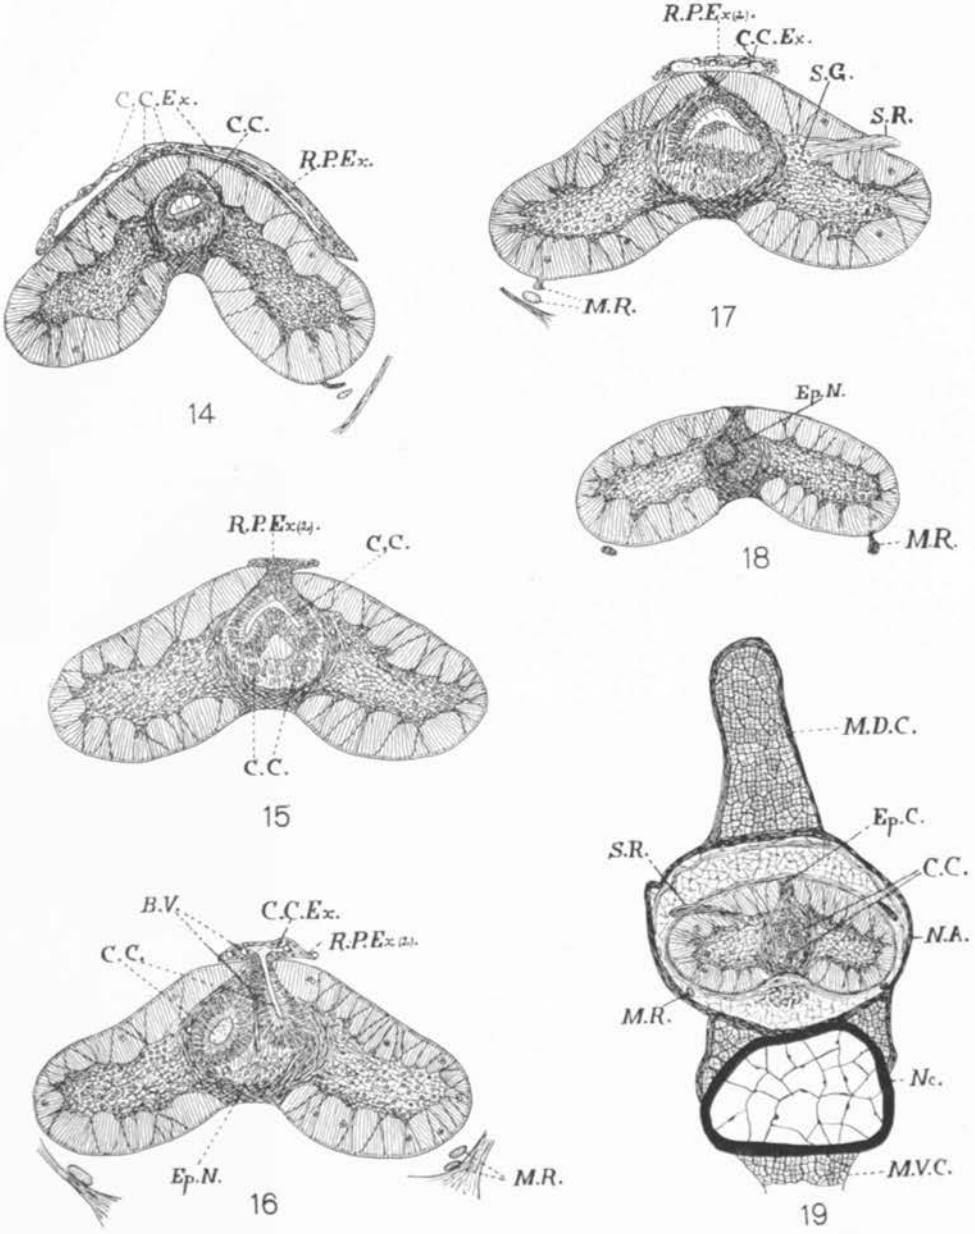 R.P.Ex(2.).
C.C.Ex.
S.G.
S.R.
M.R.
17
C.C.Ex.
C.C.
R.P.Ex.
14
Ep.N.
M.R.
18
R.P.Ex(2.).
C.C.
C.C.
15
M.D.C.
Ep.C.
S.R.
C.C.
N.A.
M.R.
Nc.
M.V.C.
19
B.V.
C.C.Ex.
R.P.Ex(2.).
C.C.
Ep.N.
M.R.
16